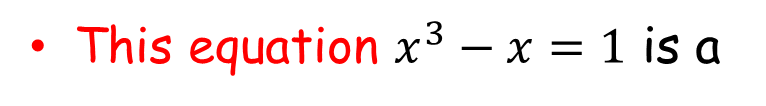 • This equation x³ − x = 1 is a